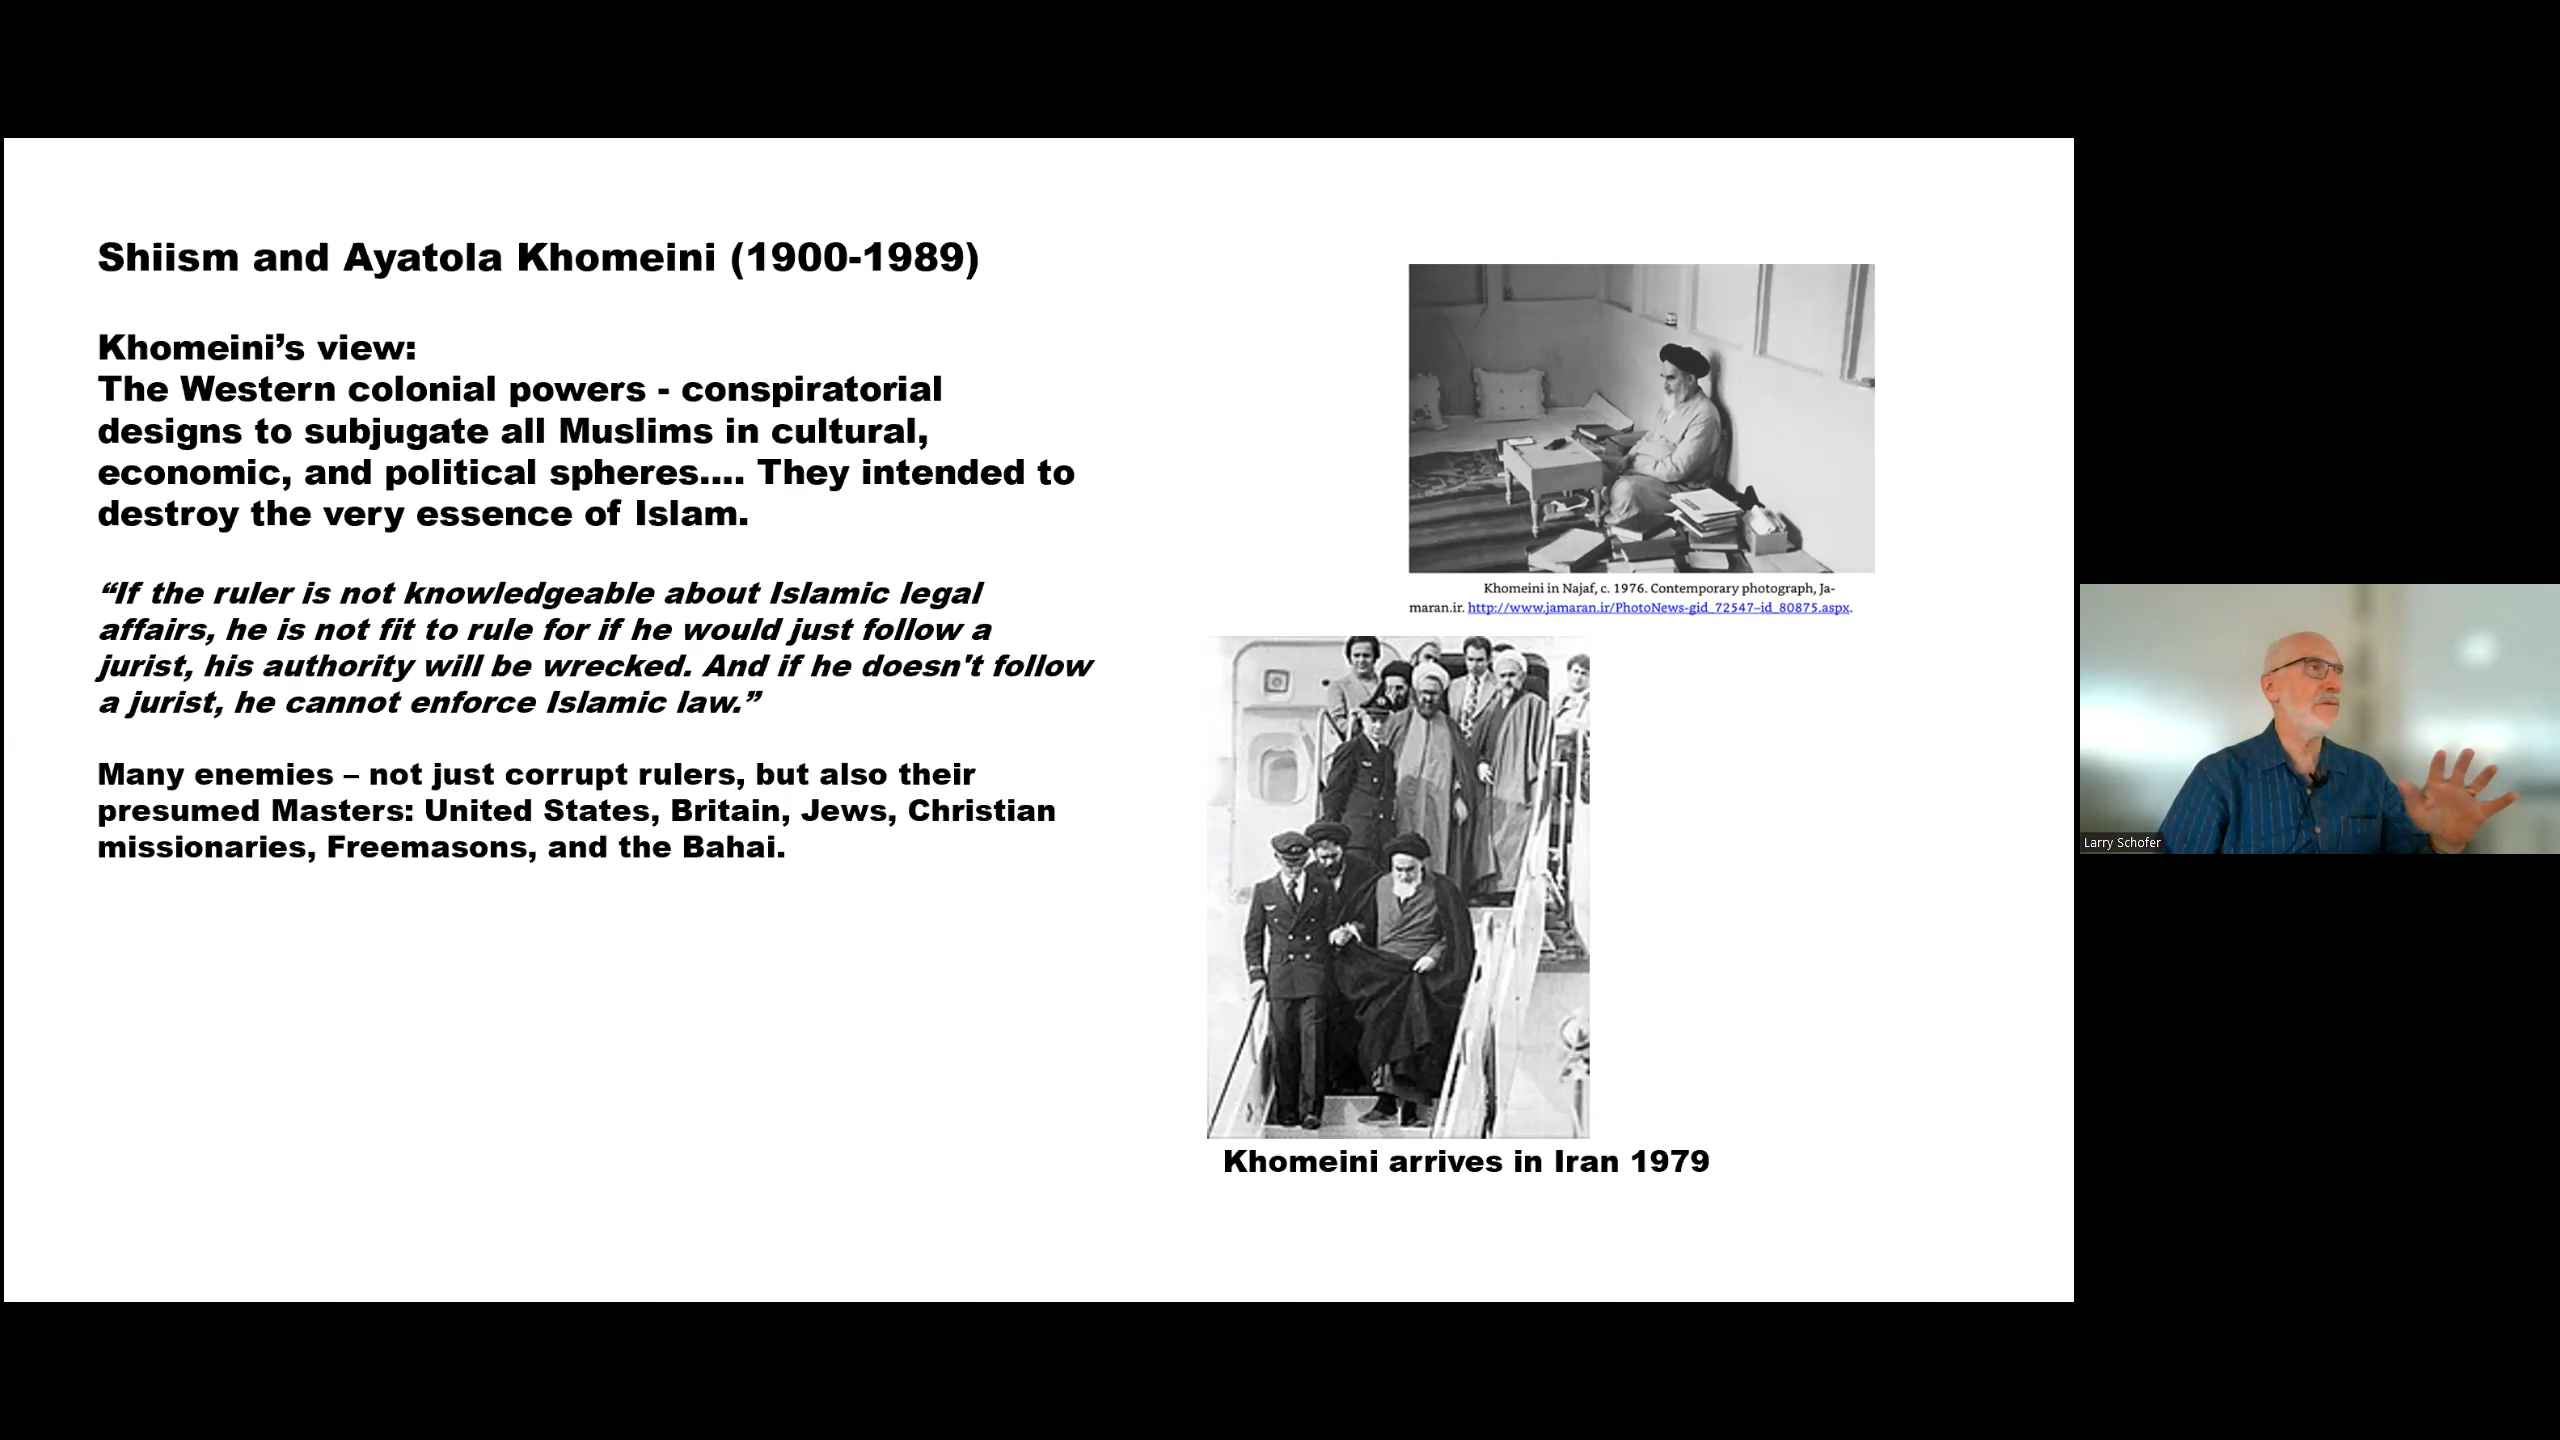 Shiism and Ayatola Khomeini (1900-1989)
Khomeini’s view:
The Western colonial powers - conspiratorial
designs to subjugate all Muslims in cultural,
economic, and political spheres.... They intended to
destroy the very essence of Islam.
“If the ruler is not knowledgeable about Islamic legal
affairs, he is not fit to rule for if he would just follow a
jurist, his authority will be wrecked. And if he doesn't follow
a jurist, he cannot enforce Islamic law.”
Many enemies – not just corrupt rulers, but also their
presumed Masters: United States, Britain, Jews, Christian
missionaries, Freemasons, and the Bahai.
Khomeini in Najaf, c. 1976. Contemporary photograph, Ja-
maran.ir. http://www.jamaran.ir/PhotoNews-gid_72547–id_80875.aspx.
Khomeini arrives in Iran 1979
Larry Schofer